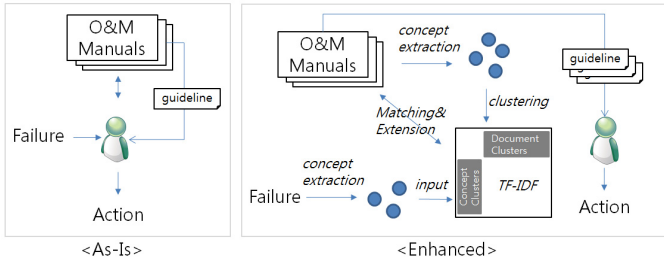 O&M
Manuals
guideline
Failure
Action
<As-Is>
O&M
Manuals
concept
extraction
clustering
Matching&
Extension
Document
Clusters
Concept
Clusters
TF-IDF
concept
extraction
Failure
input
guideline
Action
<Enhanced>